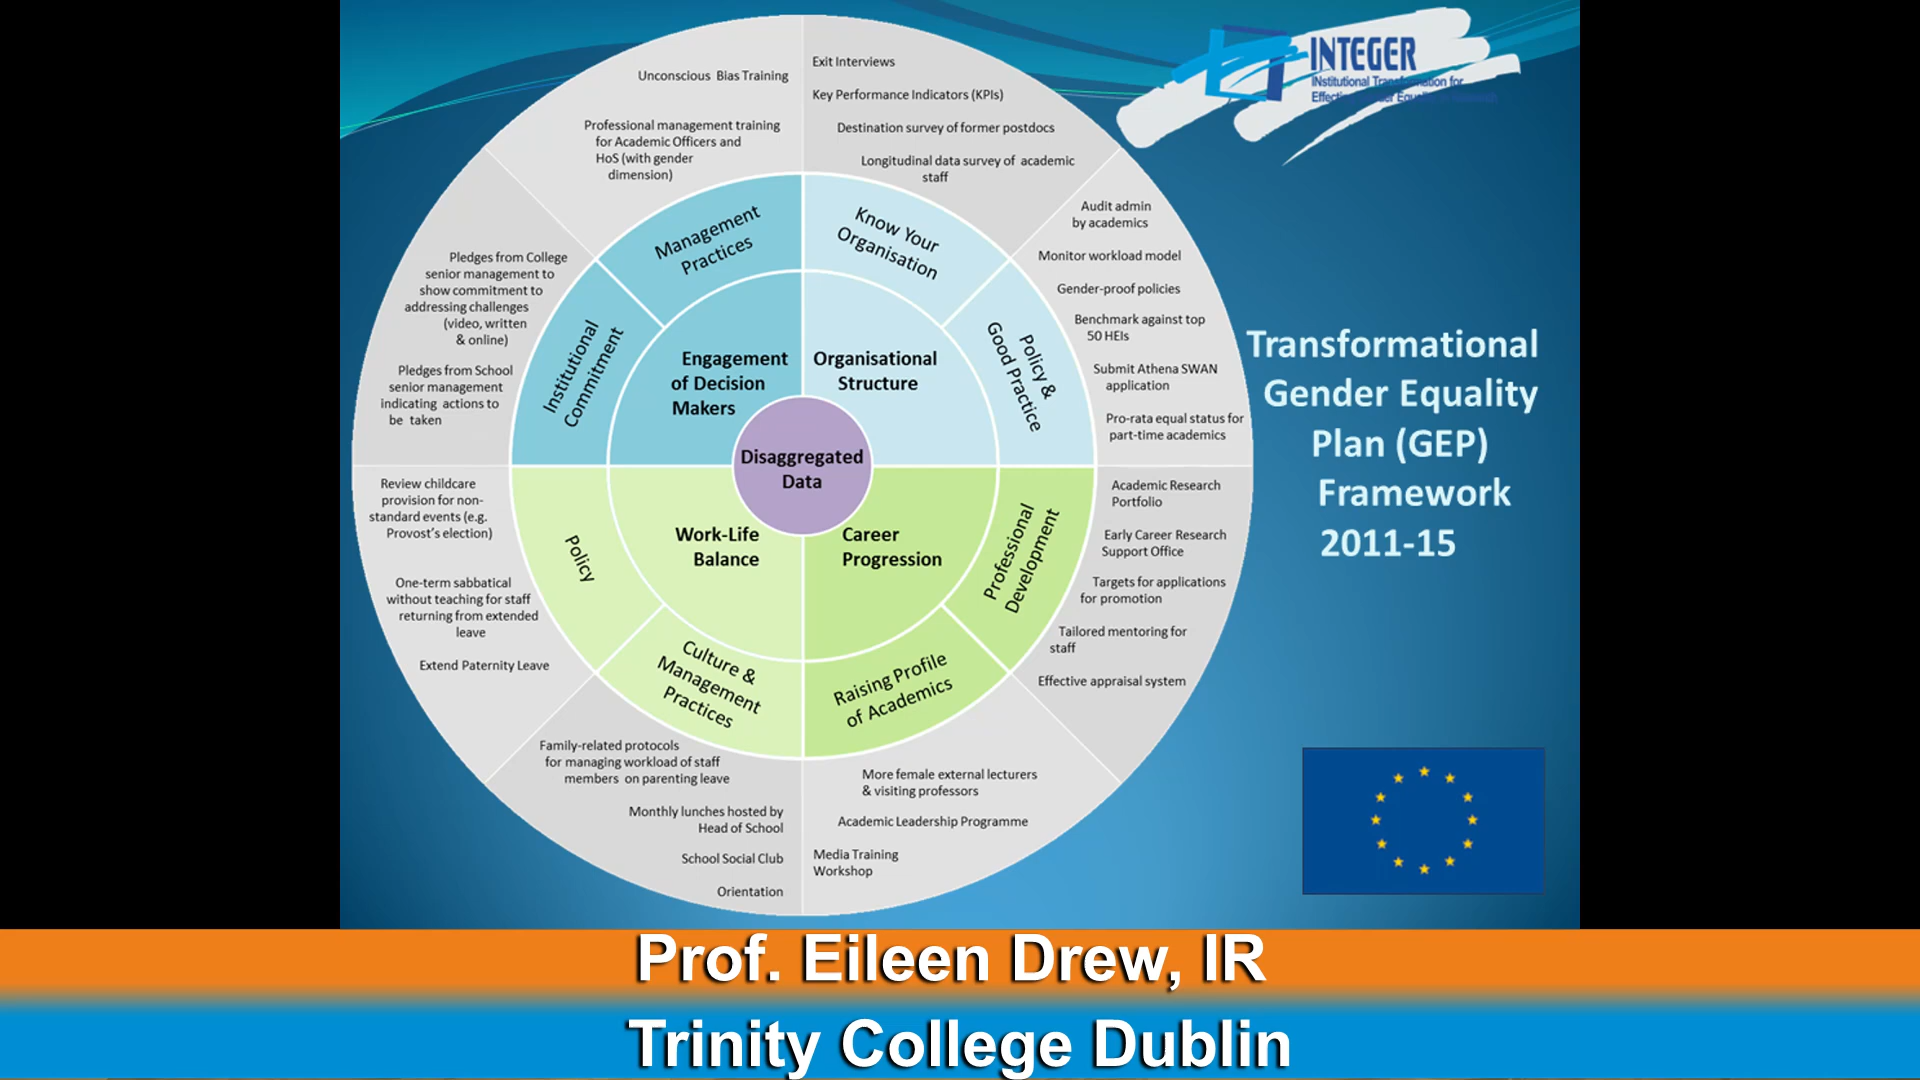 INTEGER
INstitutional Transformation for
Effecting Gender Equality in Research
Transformational
Gender Equality
Plan (GEP)
Framework
2011-15
Disaggregated
Data
Engagement
of Decision
Makers
Organisational
Structure
Work-Life
Balance
Career
Progression
Management
Practices
Unconscious Bias Training
Professional management training
for Academic Officers and
HoS (with gender
dimension)
Know Your
Organisation
Exit Interviews
Key Performance Indicators (KPIs)
Destination survey of former postdocs
Longitudinal data survey of academic
staff
Policy &
Good Practice
Audit admin
by academics
Monitor workload model
Gender-proof policies
Benchmark against top
50 HEIs
Submit Athena SWAN
application
Pro-rata equal status for
part-time academics
Professional
Development
Academic Research
Portfolio
Early Career Research
Support Office
Targets for applications
for promotion
Tailored mentoring for
staff
Effective appraisal system
Raising Profile
of Academics
More female external lecturers
& visiting professors
Academic Leadership Programme
Media Training
Workshop
Culture &
Management
Practices
Family-related protocols
for managing workload of staff
members on parenting leave
Monthly lunches hosted by
Head of School
School Social Club
Orientation
Policy
Review childcare
provision for non-
standard events (e.g.
Provost's election)
One-term sabbatical
without teaching for staff
returning from extended
leave
Extend Paternity Leave
Institutional
Commitment
Pledges from College
senior management to
show commitment to
addressing challenges
(video, written
& online)
Pledges from School
senior management
indicating actions to
be taken
Prof. Eileen Drew, IR
Trinity College Dublin